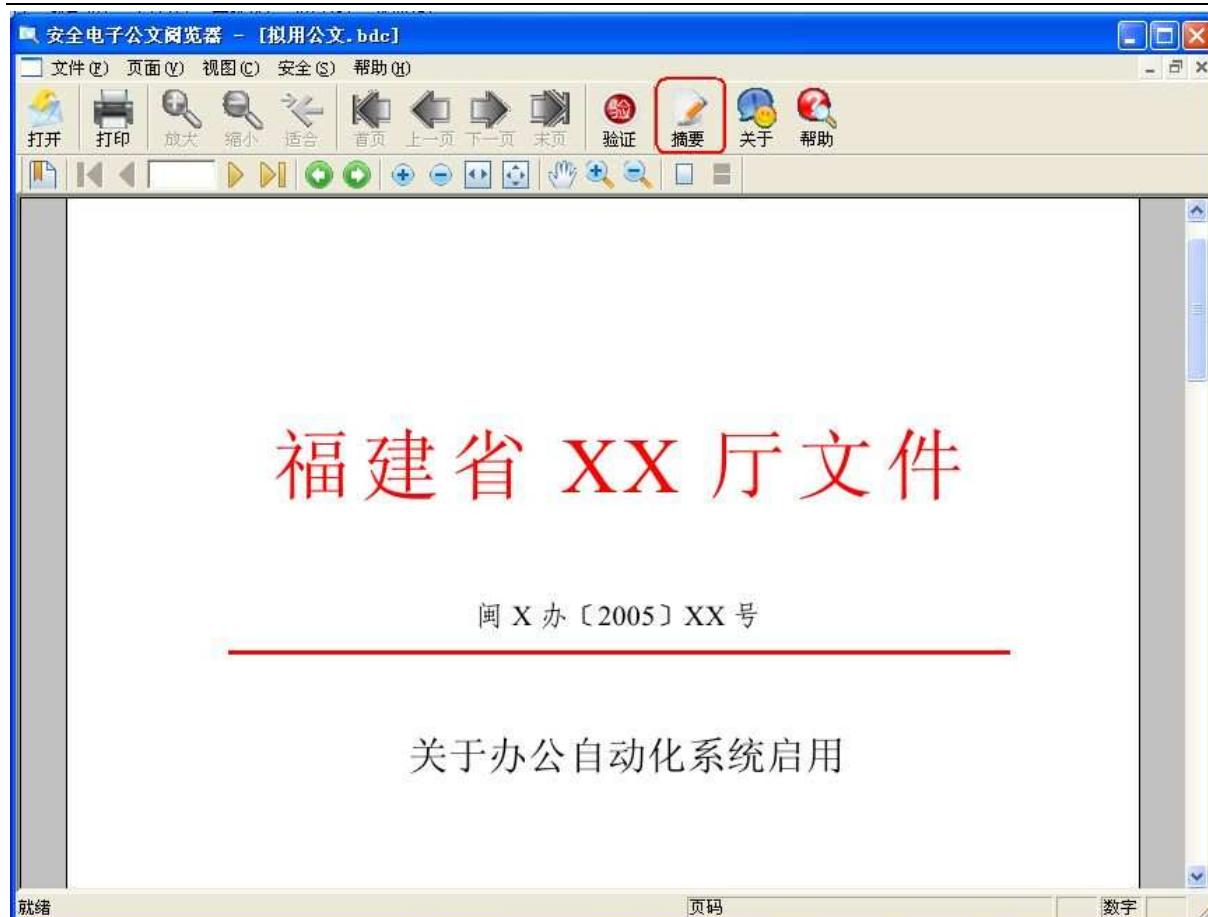 安全电子公文阅览器 - [拟用公文.bdc]
文件(F) 页面(V) 视图(C) 安全(S) 帮助(H)
打开 打印 放大 缩小 适合 首页 上一页 下一页 末页 验证 摘要 关于 帮助
福建省 XX 厅文件
闽 X 办〔2005〕XX 号
关于办公自动化系统启用
就绪 页码 数字